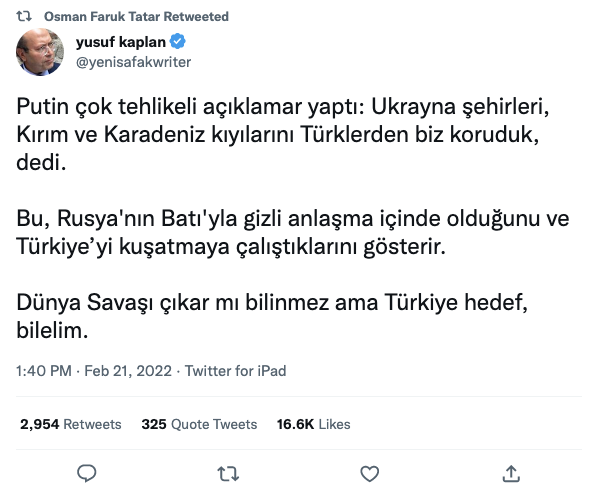 Osman Faruk Tatar Retweeted
yusuf kaplan
@yenisafakwriter
Putin çok tehlikeli açıklamar yaptı: Ukrayna şehirleri,
Kırım ve Karadeniz kıyılarını Türklerden biz koruduk,
dedi.
Bu, Rusya'nın Batı'yla gizli anlaşma içinde olduğunu ve
Türkiye’yi kuşatmaya çalıştıklarını gösterir.
Dünya Savaşı çıkar mı bilinmez ama Türkiye hedef,
bilelim.
1:40 PM · Feb 21, 2022 · Twitter for iPad
2,954 Retweets 325 Quote Tweets 16.6K Likes